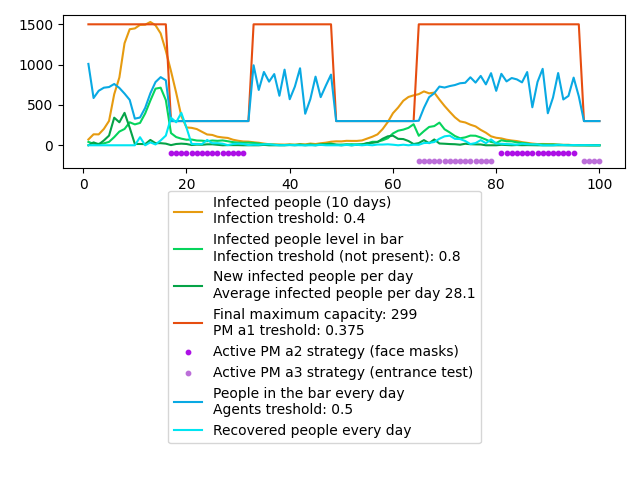 1500
1000
500
0
0
20
40
60
80
100
Infected people (10 days)
Infection treshold: 0.4
Infected people level in bar
Infection treshold (not present): 0.8
New infected people per day
Average infected people per day 28.1
Final maximum capacity: 299
PM a1 treshold: 0.375
Active PM a2 strategy (face masks)
Active PM a3 strategy (entrance test)
People in the bar every day
Agents treshold: 0.5
Recovered people every day